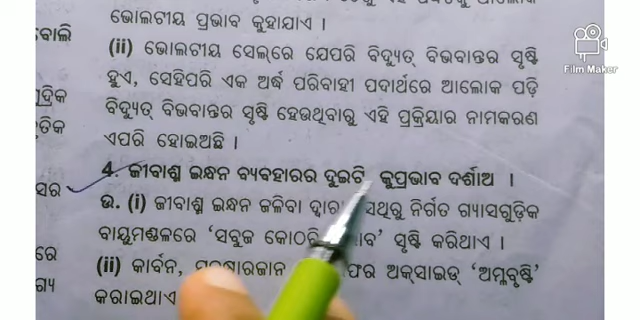 ଭୋଲଟୀୟ ପ୍ରଭାବ କୁହାଯାଏ ।
(ii) ଭୋଲଟୀୟ ସେଲ୍‌ରେ ଯେପରି ବିଦ୍ୟୁତ୍ ବିଭବାନ୍ତର ସୃଷ୍ଟି
ହୁଏ, ସେହିପରି ଏକ ଅର୍ଦ୍ଧ ପରିବାହୀ ପଦାର୍ଥରେ ଆଲୋକ ପଡ଼ି
ବିଦ୍ୟୁତ୍ ବିଭବାନ୍ତର ସୃଷ୍ଟି ହେଉଥିବାରୁ ଏହି ପ୍ରକ୍ରିୟାର ନାମକରଣ
ଏପରି ହୋଇଅଛି ।
4. ଜୀବାଶ୍ମ ଇନ୍ଧନ ବ୍ୟବହାରର ଦୁଇଟି କୁପ୍ରଭାବ ଦର୍ଶାଅ ।
ଉ. (i) ଜୀବାଶ୍ମ ଇନ୍ଧନ ଜଳିବା ଦ୍ୱାରା ସଥିରୁ ନିର୍ଗତ ଗ୍ୟାସଗୁଡ଼ିକ
ବାୟୁମଣ୍ଡଳରେ ‘ସବୁଜ କୋଠରି ସୃଷ୍ଟି କରିଥାଏ ।
(ii) କାର୍ବନ, ଅକ୍‌ସାଇଡ୍ ‘ଅମ୍ଳବୃଷ୍ଟି’
କରାଇଥାଏ
ବୋଲି
ସର
ରେ
Film Maker